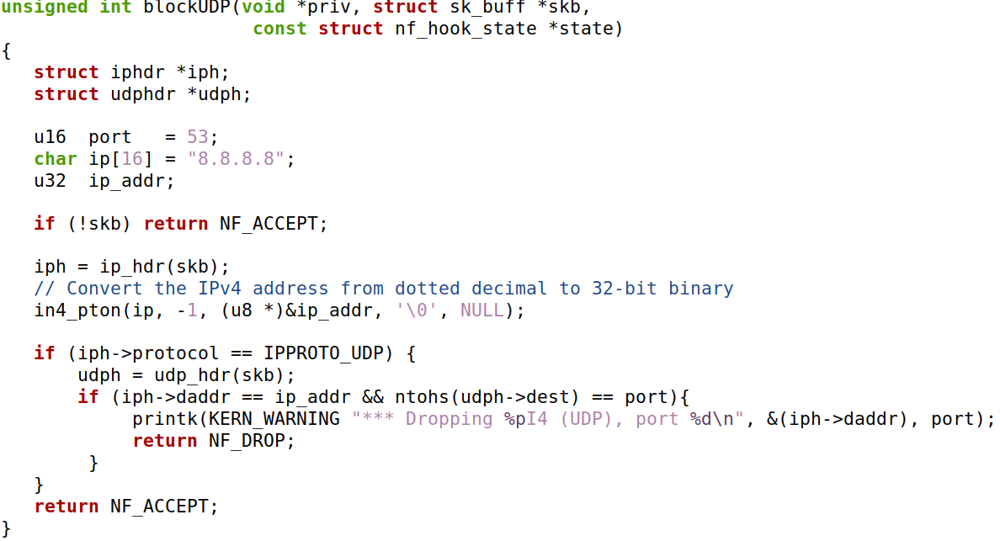 unsigned int blockUDP(void *priv, struct sk_buff *skb,
                       const struct nf_hook_state *state)
{
   struct iphdr *iph;
   struct udphdr *udph;

   u16  port   = 53;
   char ip[16] = "8.8.8.8";
   u32  ip_addr;

   if (!skb) return NF_ACCEPT;

   iph = ip_hdr(skb);
   // Convert the IPv4 address from dotted decimal to 32-bit binary
   in4_pton(ip, -1, (u8 *)&ip_addr, '\0', NULL);

   if (iph->protocol == IPPROTO_UDP) {
       udph = udp_hdr(skb);
       if (iph->daddr == ip_addr && ntohs(udph->dest) == port){
            printk(KERN_WARNING "*** Dropping %pI4 (UDP), port %d\n", &(iph->daddr), port);
            return NF_DROP;
        }
   }
   return NF_ACCEPT;
}